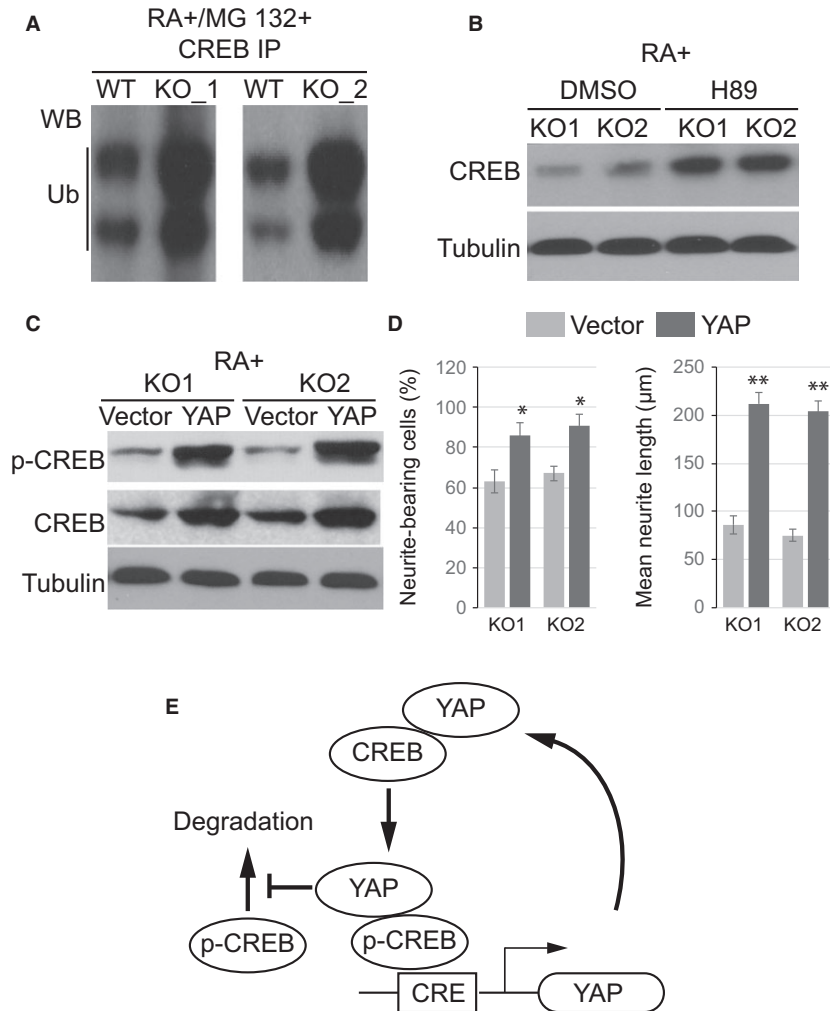 A
RA+/MG 132+
CREB IP
WT KO_1 WT KO_2
WB
Ub
B
RA+
DMSO H89
KO1 KO2 KO1 KO2
CREB
Tubulin
C
RA+
KO1 KO2
Vector YAP Vector YAP
p-CREB
CREB
Tubulin
D
Vector YAP
Neurite-bearing cells (%)
120
100
80
60
40
20
0
* *
KO1 KO2
Mean neurite length (µm)
250
200
150
100
50
0
** **
KO1 KO2
E
YAP
CREB
Degradation
YAP
p-CREB
p-CREB
CRE
YAP